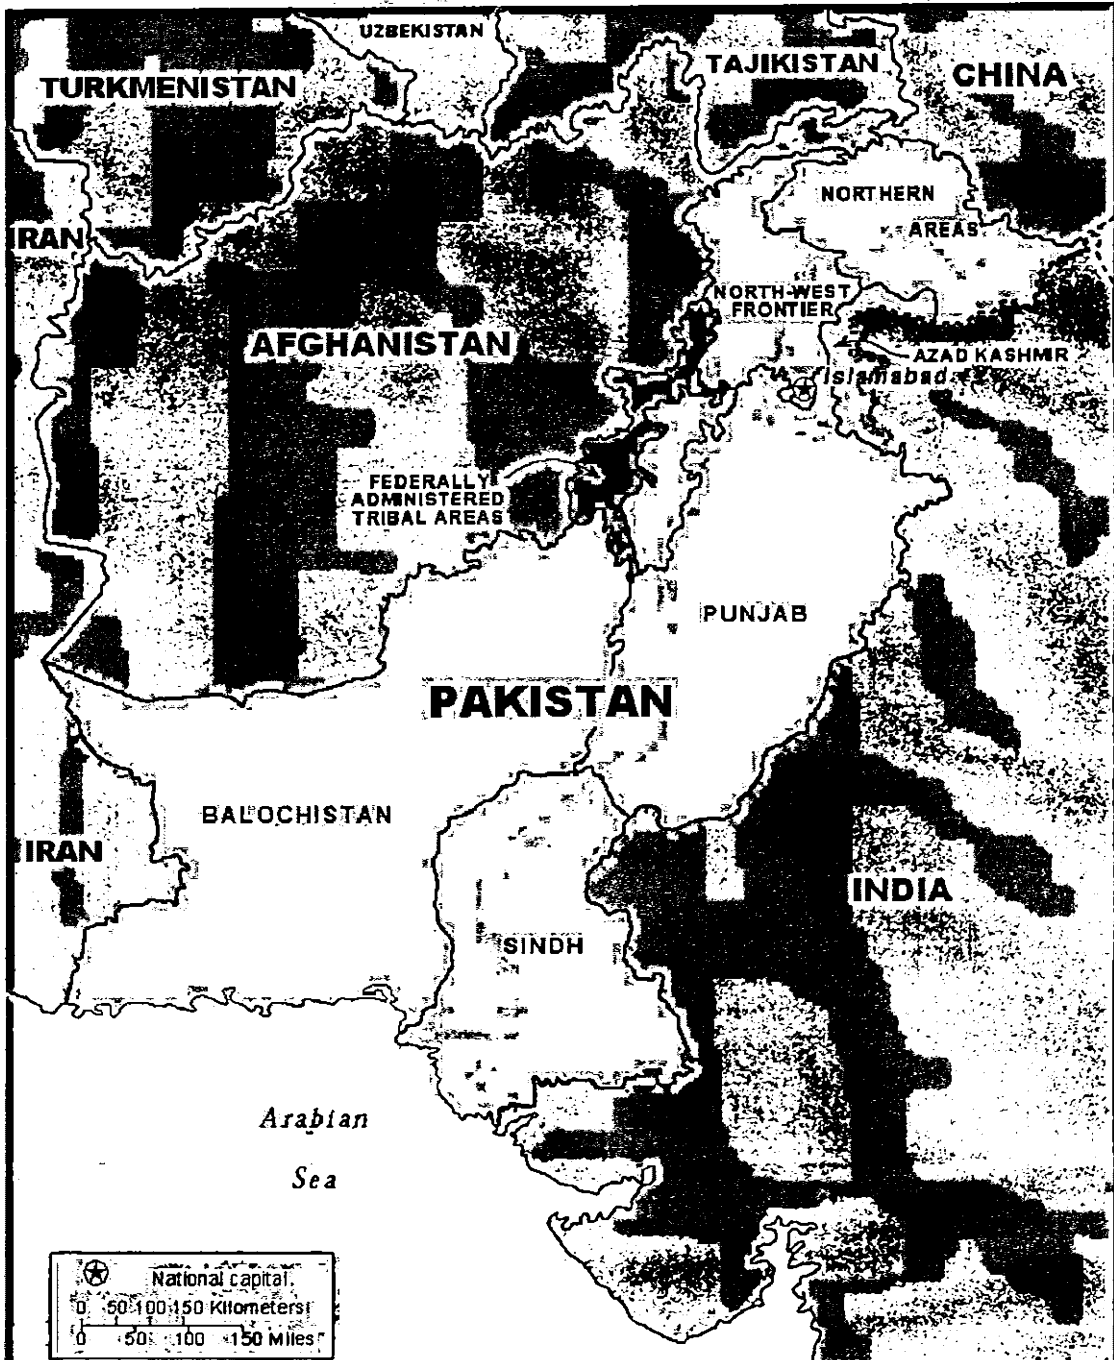 UZBEKISTAN
TURKMENISTAN
TAJIKISTAN
CHINA
NORTHERN
AREAS
IRAN
NORTH-WEST
FRONTIER
AFGHANISTAN
AZAD KASHMIR
Islamabad
FEDERALLY
ADMINISTERED
TRIBAL AREAS
PUNJAB
PAKISTAN
BALOCHISTAN
IRAN
INDIA
SINDH
Arabian
Sea
National capital
0 50 100 150 Kilometers
0 50 100 150 Miles